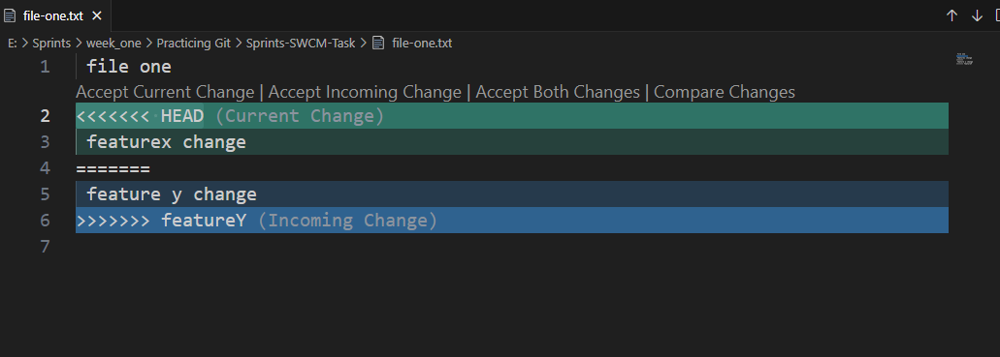 file-one.txt ×
E: > Sprints > week_one > Practicing Git > Sprints-SWCM-Task > file-one.txt
1 file one
Accept Current Change | Accept Incoming Change | Accept Both Changes | Compare Changes
2 <<<<<<< HEAD (Current Change)
3 featurex change
4 =======
5 feature y change
6 >>>>>>> featureY (Incoming Change)
7